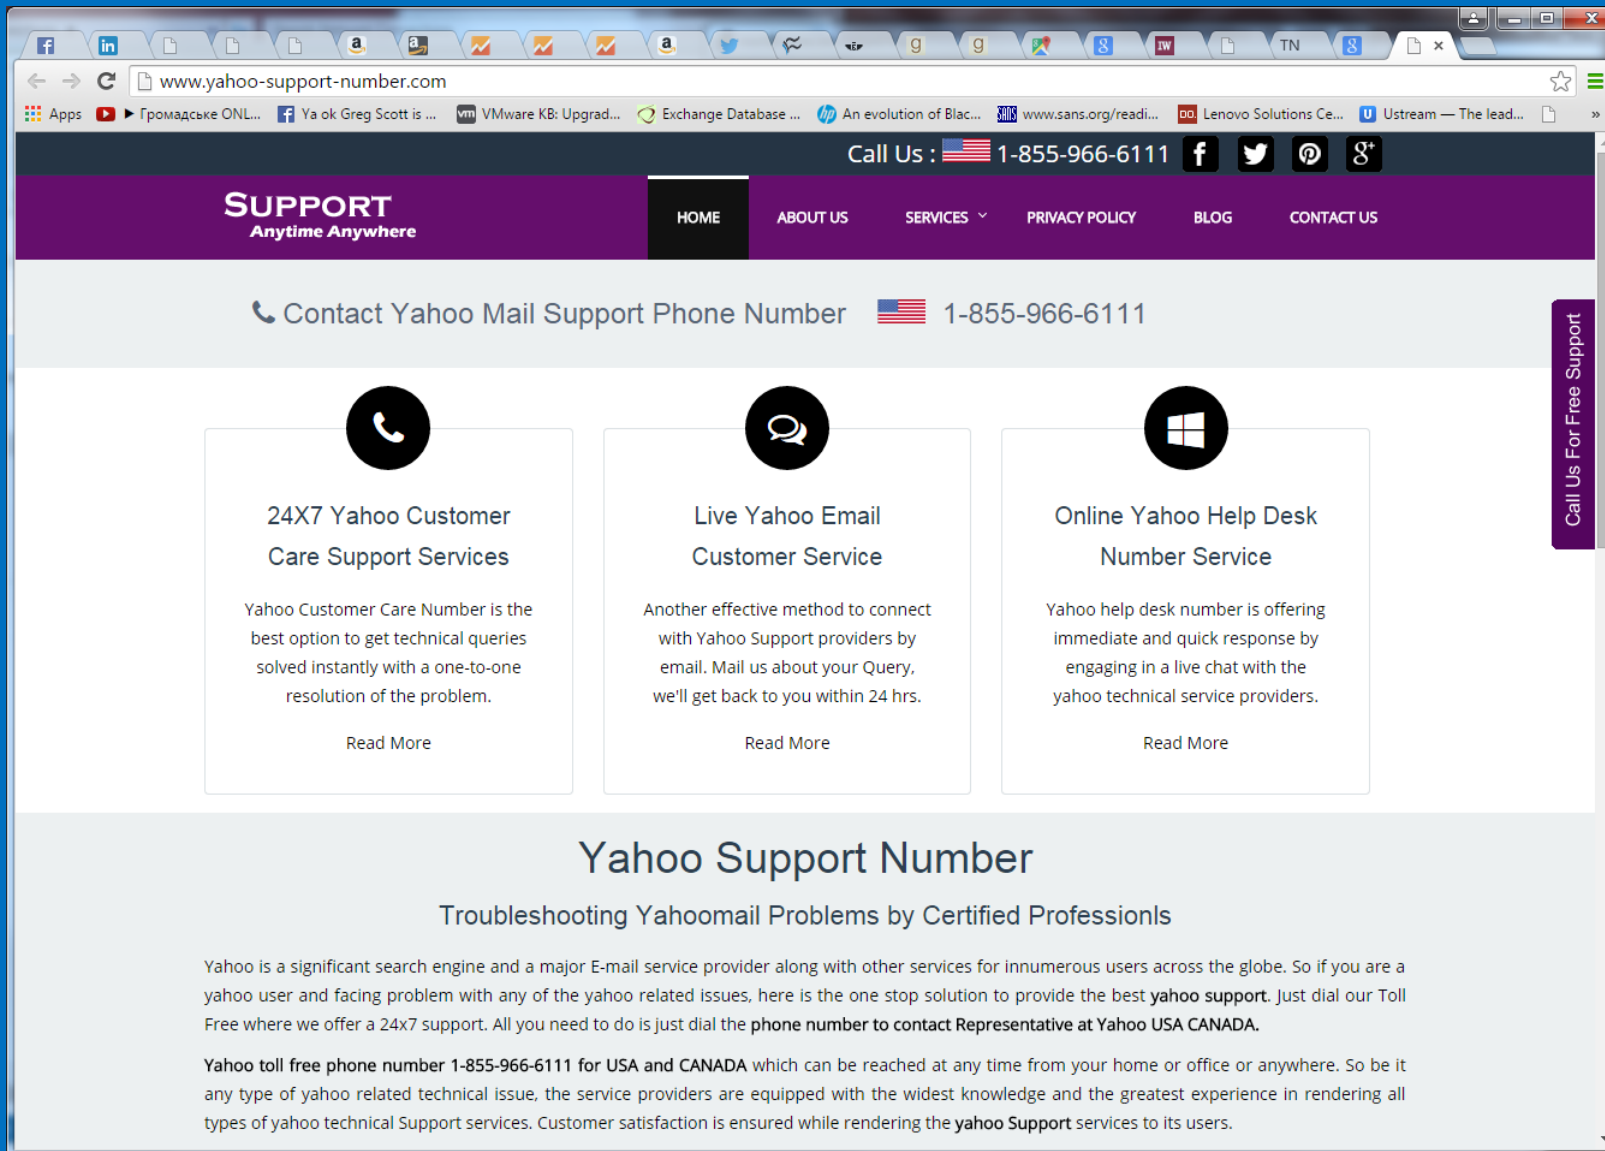 TN
www.yahoo-support-number.com
Apps ▶ Громадське ONL... Ya ok Greg Scott is ... VMware KB: Upgrad... Exchange Database ... An evolution of Blac... www.sans.org/readi... Lenovo Solutions Ce... Ustream — The lead... »
Call Us : 1-855-966-6111
SUPPORT
Anytime Anywhere
HOME ABOUT US SERVICES PRIVACY POLICY BLOG CONTACT US
Contact Yahoo Mail Support Phone Number 1-855-966-6111
Call Us For Free Support
24X7 Yahoo Customer
Care Support Services
Yahoo Customer Care Number is the
best option to get technical queries
solved instantly with a one-to-one
resolution of the problem.
Read More
Live Yahoo Email
Customer Service
Another effective method to connect
with Yahoo Support providers by
email. Mail us about your Query,
we'll get back to you within 24 hrs.
Read More
Online Yahoo Help Desk
Number Service
Yahoo help desk number is offering
immediate and quick response by
engaging in a live chat with the
yahoo technical service providers.
Read More
Yahoo Support Number
Troubleshooting Yahoomail Problems by Certified Professionls
Yahoo is a significant search engine and a major E-mail service provider along with other services for innumerous users across the globe. So if you are a
yahoo user and facing problem with any of the yahoo related issues, here is the one stop solution to provide the best yahoo support. Just dial our Toll
Free where we offer a 24x7 support. All you need to do is just dial the phone number to contact Representative at Yahoo USA CANADA.
Yahoo toll free phone number 1-855-966-6111 for USA and CANADA which can be reached at any time from your home or office or anywhere. So be it
any type of yahoo related technical issue, the service providers are equipped with the widest knowledge and the greatest experience in rendering all
types of yahoo technical Support services. Customer satisfaction is ensured while rendering the yahoo Support services to its users.